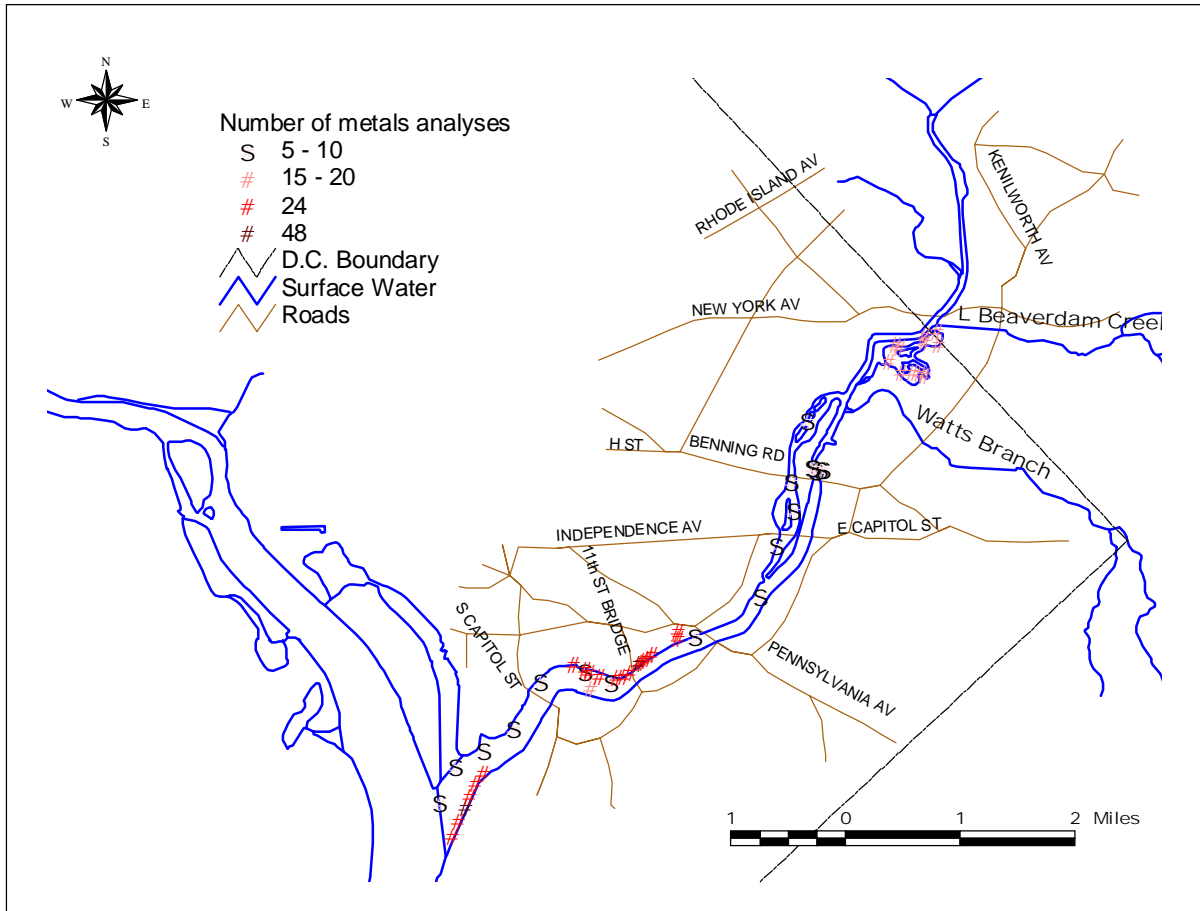 N
W E
S
Number of metals analyses
S 5 - 10
# 15 - 20
# 24
# 48
D.C. Boundary
Surface Water
Roads
RHODE ISLAND AV
KENILWORTH AV
NEW YORK AV
L Beaverdam Cree
Watts Branch
H ST
BENNING RD
INDEPENDENCE AV
E CAPITOL ST
11th ST BRIDGE
S CAPITOL ST
PENNSYLVANIA AV
1 0 1 2 Miles